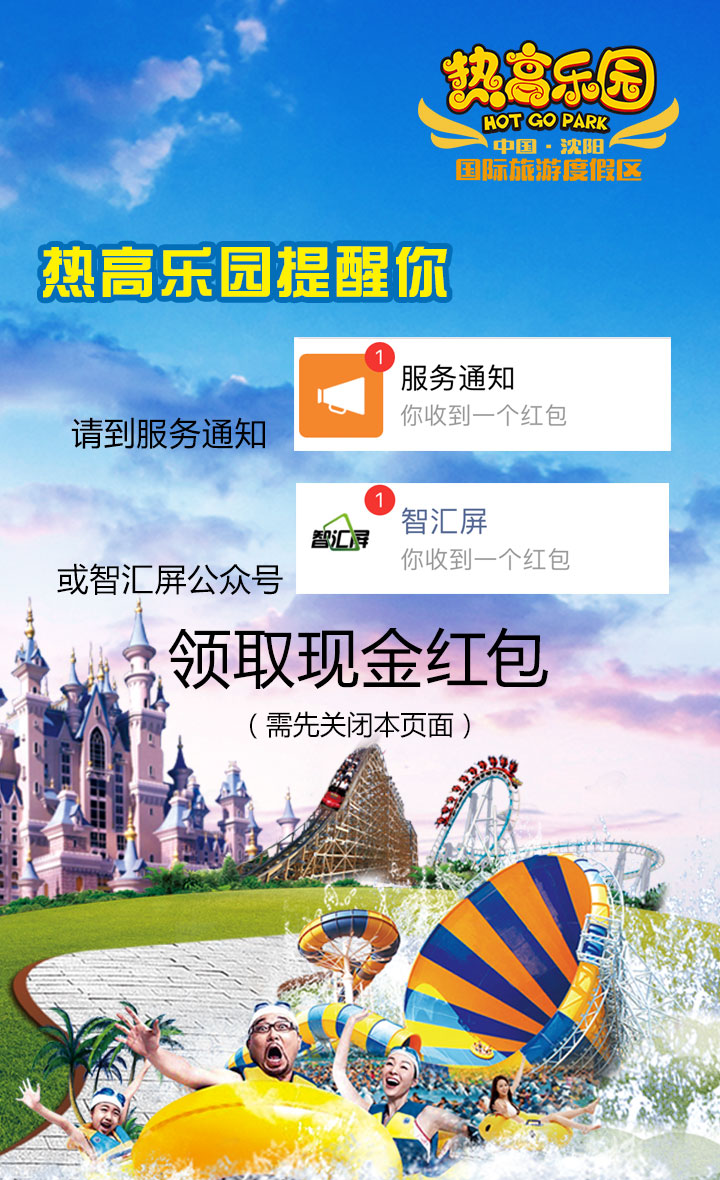 热高乐园
HOT GO PARK
中国·沈阳
国际旅游度假区
热高乐园提醒你
1
服务通知
你收到一个红包
请到服务通知
1
智汇屏
智汇屏
你收到一个红包
或智汇屏公众号
领取现金红包
（需先关闭本页面）